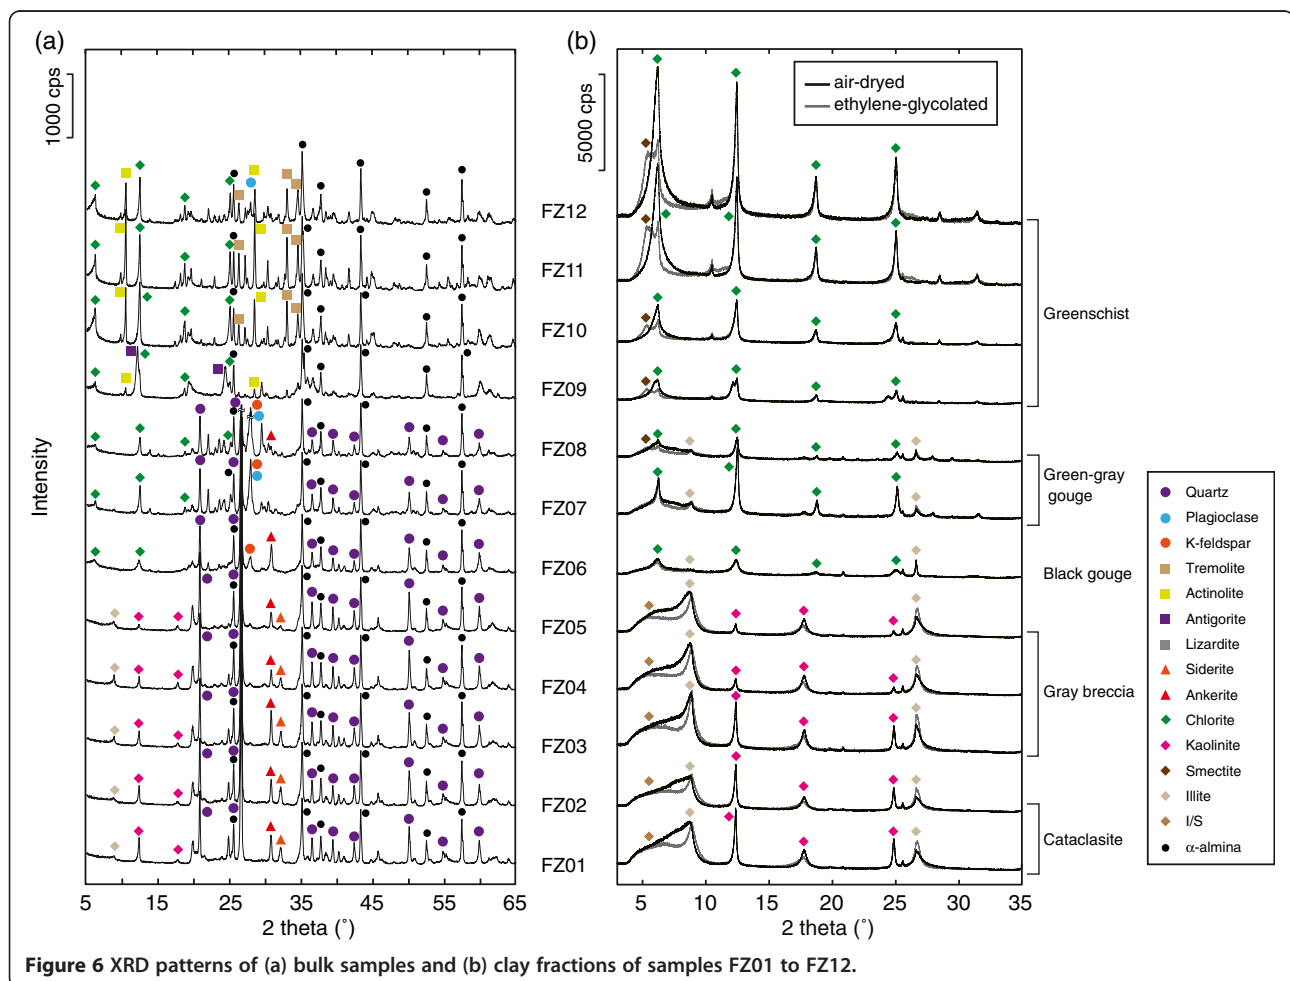 (a)
1000 cps
Intensity
FZ12
FZ11
FZ10
FZ09
FZ08
FZ07
FZ06
FZ05
FZ04
FZ03
FZ02
FZ01
5 15 25 35 45 55 65
2 theta (°)
(b)
5000 cps
air-dryed
ethylene-glycolated
5 10 15 20 25 30 35
2 theta (°)
Greenschist
Green-gray
gouge
Black gouge
Gray breccia
Cataclasite
Quartz
Plagioclase
K-feldspar
Tremolite
Actinolite
Antigorite
Lizardite
Siderite
Ankerite
Chlorite
Kaolinite
Smectite
Illite
I/S
α-almina
Figure 6 XRD patterns of (a) bulk samples and (b) clay fractions of samples FZ01 to FZ12.